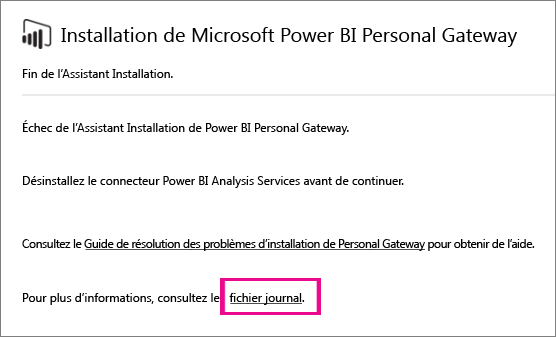 Installation de Microsoft Power BI Personal Gateway
Fin de l'Assistant Installation.
Échec de l'Assistant Installation de Power BI Personal Gateway.
Désinstallez le connecteur Power BI Analysis Services avant de continuer.
Consultez le Guide de résolution des problèmes d'installation de Personal Gateway pour obtenir de l'aide.
Pour plus d'informations, consultez le fichier journal.